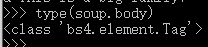 >>> type(soup.body)
<class 'bs4.element.Tag'>
>>>